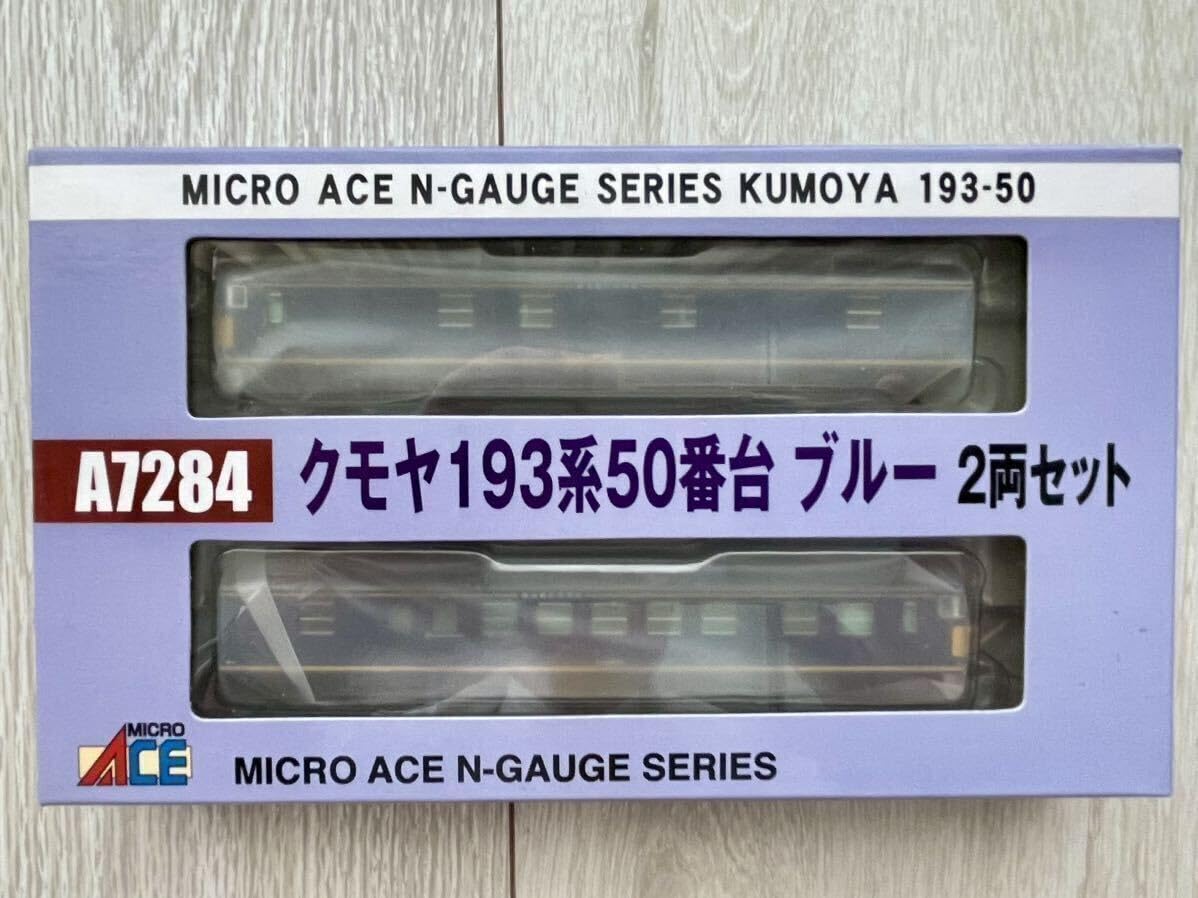 MICRO ACE N-GAUGE SERIES KUMOYA 193-50
A7284 クモヤ193系50番台 ブルー 2両セット
MICRO
ACE
MICRO ACE N-GAUGE SERIES